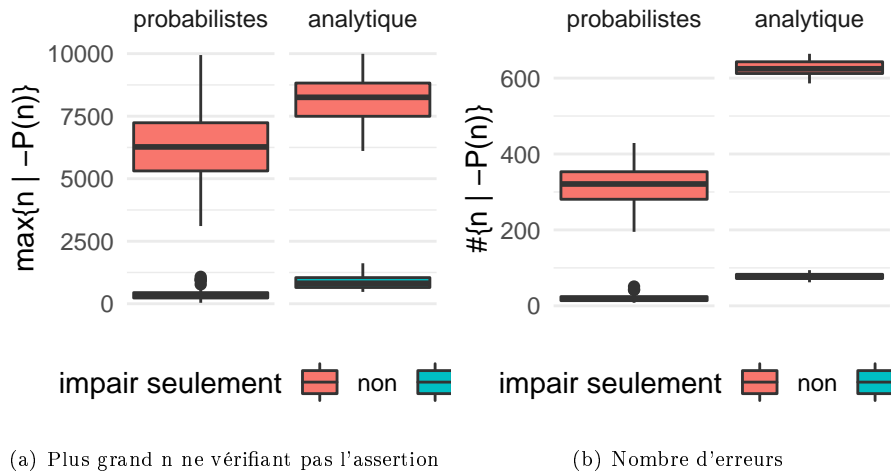 probabilistes analytique
max{n | −P(n)}
10000
7500
5000
2500
0
impair seulement non
(a) Plus grand n ne vérifiant pas l'assertion
probabilistes analytique
#{n | −P(n)}
600
400
200
0
impair seulement non
(b) Nombre d'erreurs